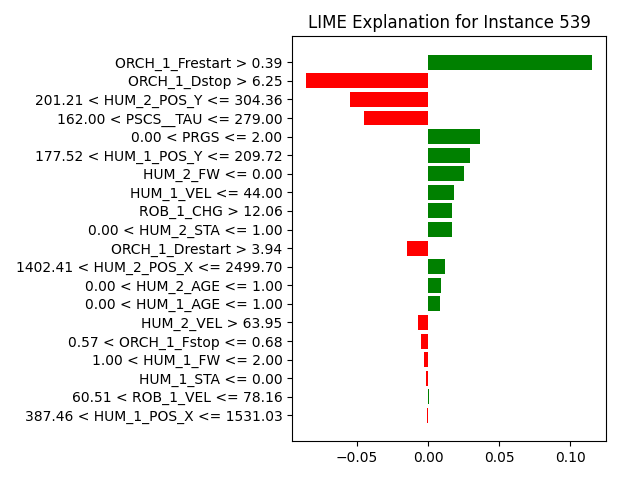 LIME Explanation for Instance 539
ORCH_1_Frestart > 0.39
ORCH_1_Dstop > 6.25
201.21 < HUM_2_POS_Y <= 304.36
162.00 < PSCS__TAU <= 279.00
0.00 < PRGS <= 2.00
177.52 < HUM_1_POS_Y <= 209.72
HUM_2_FW <= 0.00
HUM_1_VEL <= 44.00
ROB_1_CHG > 12.06
0.00 < HUM_2_STA <= 1.00
ORCH_1_Drestart > 3.94
1402.41 < HUM_2_POS_X <= 2499.70
0.00 < HUM_2_AGE <= 1.00
0.00 < HUM_1_AGE <= 1.00
HUM_2_VEL > 63.95
0.57 < ORCH_1_Fstop <= 0.68
1.00 < HUM_1_FW <= 2.00
HUM_1_STA <= 0.00
60.51 < ROB_1_VEL <= 78.16
387.46 < HUM_1_POS_X <= 1531.03
−0.05 0.00 0.05 0.10